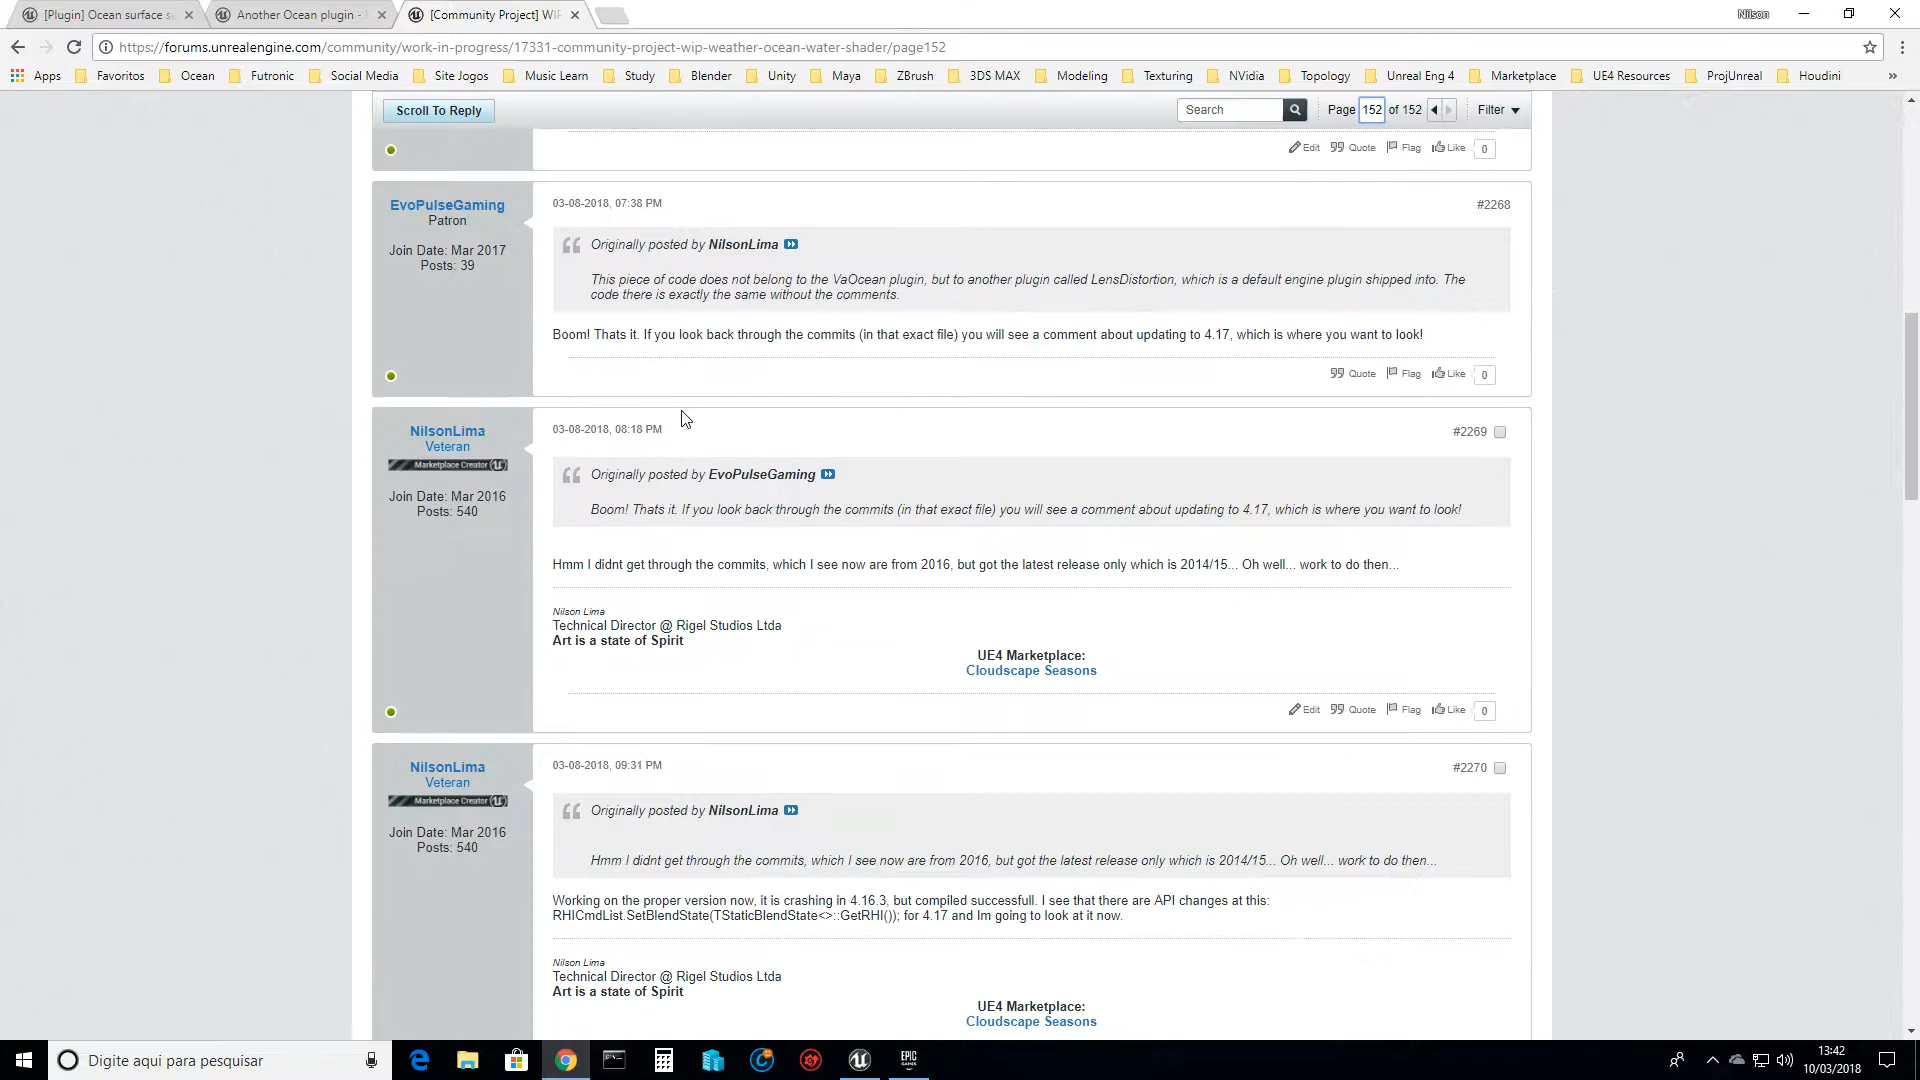 [Plugin] Ocean surface s
Another Ocean plugin -
[Community Project] WIP
Nilson
https://forums.unrealengine.com/community/work-in-progress/17331-community-project-wip-weather-ocean-water-shader/page152
Apps Favoritos Ocean Futronic Social Media Site Jogos Music Learn Study Blender Unity Maya ZBrush 3DS MAX Modeling Texturing NVidia Topology Unreal Eng 4 Marketplace UE4 Resources ProjUnreal Houdini »
Scroll To Reply Search Page 152 of 152 Filter
Edit Quote Flag Like 0
EvoPulseGaming
Patron
Join Date: Mar 2017
Posts: 39
03-08-2018, 07:38 PM #2268
Originally posted by NilsonLima
This piece of code does not belong to the VaOcean plugin, but to another plugin called LensDistortion, which is a default engine plugin shipped into. The
code there is exactly the same without the comments.
Boom! Thats it. If you look back through the commits (in that exact file) you will see a comment about updating to 4.17, which is where you want to look!
Quote Flag Like 0
NilsonLima
Veteran
Marketplace Creator
Join Date: Mar 2016
Posts: 540
03-08-2018, 08:18 PM #2269
Originally posted by EvoPulseGaming
Boom! Thats it. If you look back through the commits (in that exact file) you will see a comment about updating to 4.17, which is where you want to look!
Hmm I didnt get through the commits, which I see now are from 2016, but got the latest release only which is 2014/15... Oh well... work to do then...
Nilson Lima
Technical Director @ Rigel Studios Ltda
Art is a state of Spirit
UE4 Marketplace:
Cloudscape Seasons
Edit Quote Flag Like 0
NilsonLima
Veteran
Marketplace Creator
Join Date: Mar 2016
Posts: 540
03-08-2018, 09:31 PM #2270
Originally posted by NilsonLima
Hmm I didnt get through the commits, which I see now are from 2016, but got the latest release only which is 2014/15... Oh well... work to do then...
Working on the proper version now, it is crashing in 4.16.3, but compiled successfull. I see that there are API changes at this:
RHICmdList.SetBlendState(TStaticBlendState<>::GetRHI()); for 4.17 and Im going to look at it now.
Nilson Lima
Technical Director @ Rigel Studios Ltda
Art is a state of Spirit
UE4 Marketplace:
Cloudscape Seasons
Digite aqui para pesquisar
EPIC
GAMES
13:42
10/03/2018